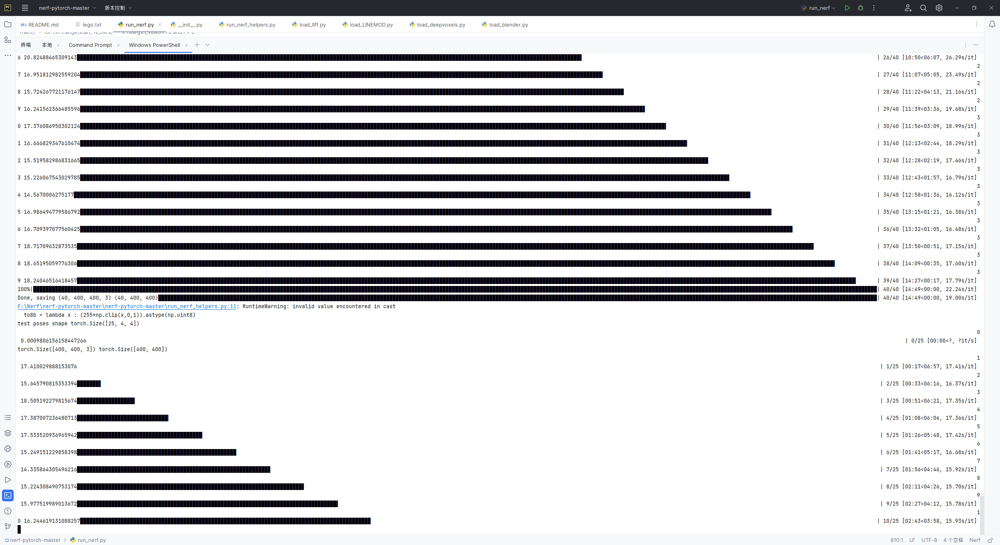 PC nerf-pytorch-master 版本控制 run_nerf
README.md lego.txt run_nerf.py __init__.py run_nerf_helpers.py load_llff.py load_LINEMOD.py load_deepvoxels.py load_blender.py
train() for i in trange(start, N_iters) if i%args.i_video==0 and i > 0
终端 本地 Command Prompt Windows PowerShell
6 20.82488465309143 | 26/40 [10:50<06:07, 26.29s/it]
2
7 16.951812982559204 | 27/40 [11:07<05:05, 23.49s/it]
2
8 15.724267721176147 | 28/40 [11:22<04:13, 21.16s/it]
2
9 16.241562366485596 | 29/40 [11:39<03:36, 19.68s/it]
3
0 17.376086950302124 | 30/40 [11:56<03:09, 18.99s/it]
3
1 16.666829347610474 | 31/40 [12:13<02:44, 18.29s/it]
3
2 15.519582986831665 | 32/40 [12:28<02:19, 17.46s/it]
3
3 15.226067543029785 | 33/40 [12:43<01:57, 16.79s/it]
3
4 14.5670006275177 | 34/40 [12:58<01:36, 16.12s/it]
3
5 16.986494779586792 | 35/40 [13:15<01:21, 16.38s/it]
3
6 16.709397077560425 | 36/40 [13:32<01:05, 16.48s/it]
3
7 18.71709632873535 | 37/40 [13:50<00:51, 17.15s/it]
3
8 18.65195059776306 | 38/40 [14:09<00:35, 17.60s/it]
3
9 18.24046516418457 | 39/40 [14:27<00:17, 17.79s/it]
100%| | 40/40 [14:49<00:00, 22.24s/it]
Done, saving (40, 400, 400, 3) (40, 400, 400) | 40/40 [14:49<00:00, 19.00s/it]
F:\Nerf\nerf-pytorch-master\nerf-pytorch-master\run_nerf_helpers.py:11: RuntimeWarning: invalid value encountered in cast
to8b = lambda x : (255*np.clip(x,0,1)).astype(np.uint8)
test poses shape torch.Size([25, 4, 4])
0
0.0009806156158447266 | 0/25 [00:00<?, ?it/s]
torch.Size([400, 400, 3]) torch.Size([400, 400])
1
17.410029888153076 | 1/25 [00:17<06:57, 17.41s/it]
2
15.645790815353394 | 2/25 [00:33<06:16, 16.37s/it]
3
18.505192279815674 | 3/25 [00:51<06:21, 17.35s/it]
4
17.387007236480713 | 4/25 [01:08<06:04, 17.36s/it]
5
17.533520936965942 | 5/25 [01:26<05:48, 17.42s/it]
6
15.249151229858398 | 6/25 [01:41<05:17, 16.68s/it]
7
14.335864305496216 | 7/25 [01:56<04:46, 15.92s/it]
8
15.224308490753174 | 8/25 [02:11<04:26, 15.70s/it]
9
15.977519989013672 | 9/25 [02:27<04:12, 15.78s/it]
1
0 16.244619131088257 | 10/25 [02:43<03:58, 15.93s/it]
nerf-pytorch-master > run_nerf.py 810:1 LF UTF-8 4 个空格 Nerf